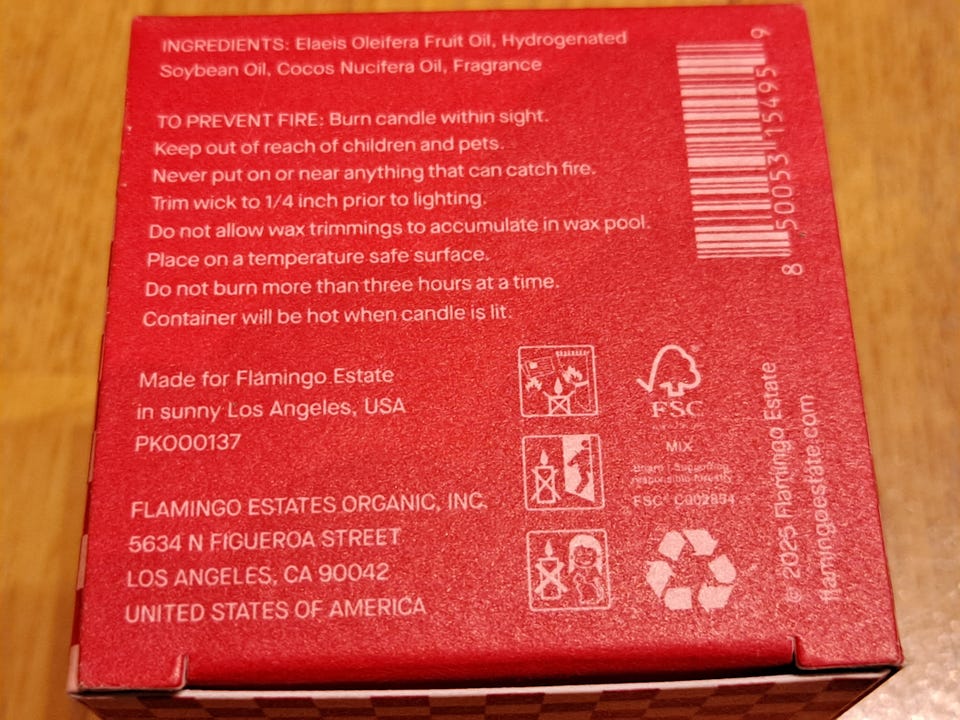 INGREDIENTS: Elaeis Oleifera Fruit Oil, Hydrogenated
Soybean Oil, Cocos Nucifera Oil, Fragrance
TO PREVENT FIRE: Burn candle within sight.
Keep out of reach of children and pets.
Never put on or near anything that can catch fire.
Trim wick to 1/4 inch prior to lighting.
Do not allow wax trimmings to accumulate in wax pool.
Place on a temperature safe surface.
Do not burn more than three hours at a time.
Container will be hot when candle is lit.
Made for Flamingo Estate
in sunny Los Angeles, USA
PK000137
FLAMINGO ESTATES ORGANIC, INC.
5634 N FIGUEROA STREET
LOS ANGELES, CA 90042
UNITED STATES OF AMERICA
FSC
MIX
Board | Supporting
responsible forestry
FSC® C002854
8 50053 15495 9
© 2025 Flamingo Estate
flamingoestate.com